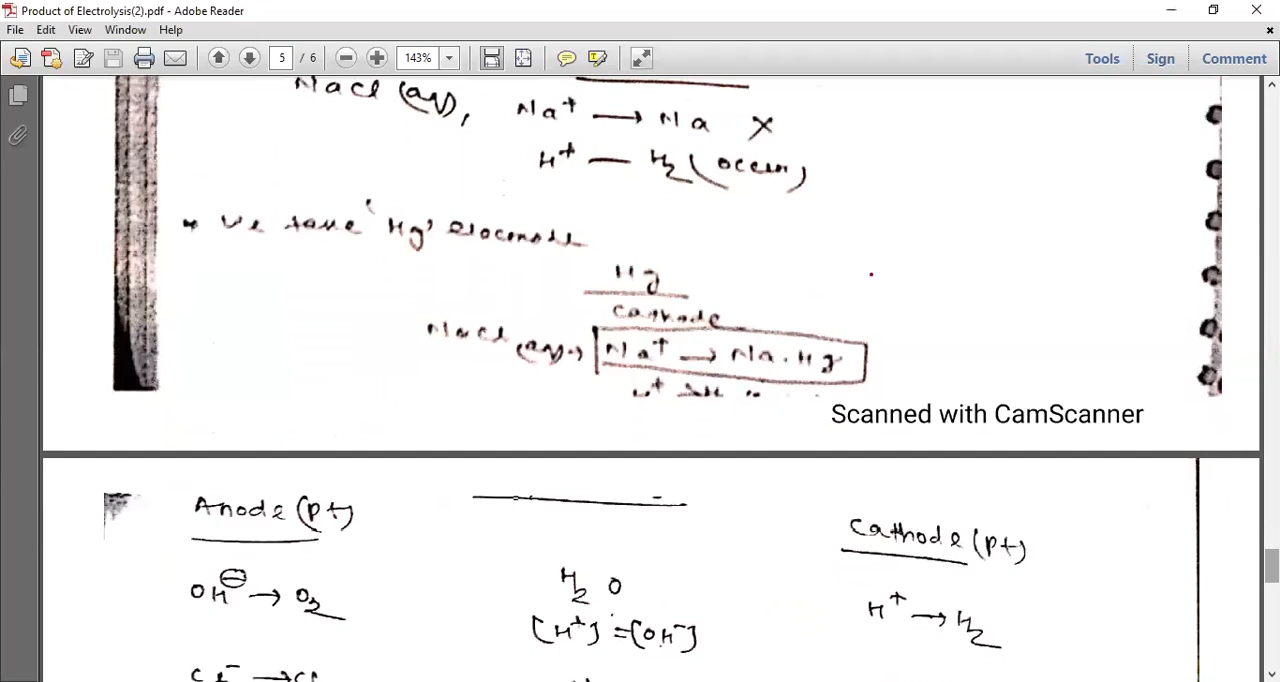 Product of Electrolysis(2).pdf - Adobe Reader
File Edit View Window Help
5 / 6 143% Tools Sign Comment
NaCl (aq), Na⁺ → Na X
H⁺ — H₂ (occur)
* We take 'Hg' electrode
Hg
cathode
NaCl (aq) → Na⁺ → Na.Hg
H⁺
Scanned with CamScanner
Anode (pt)
Cathode (pt)
OH⊖ → O₂
H₂O
H⁺ → H₂
[H⁺] = [OH⁻]
Cl⁻ → Cl